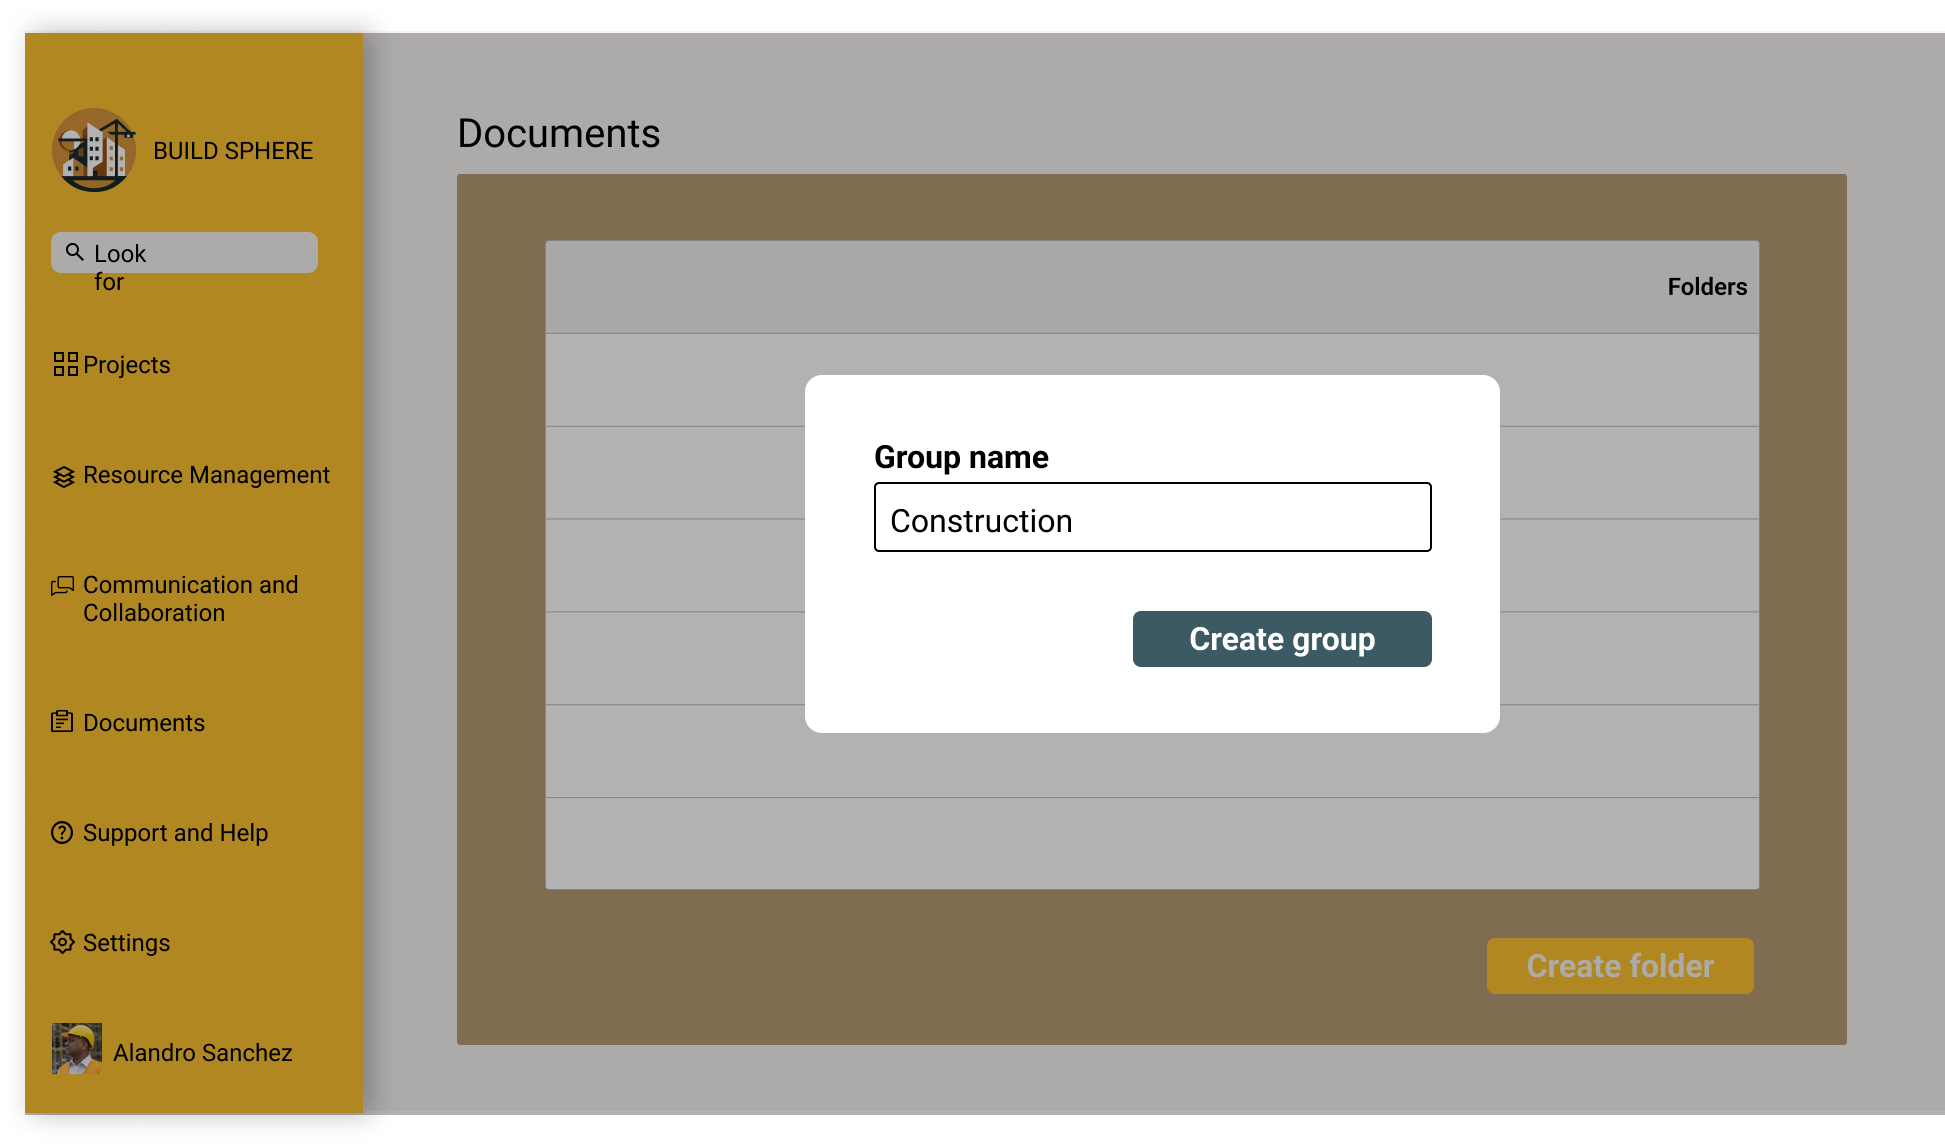 BUILD SPHERE
Look
for
Projects
Resource Management
Communication and
Collaboration
Documents
Support and Help
Settings
Alandro Sanchez
Documents
Folders
Group name
Construction
Create group
Create folder